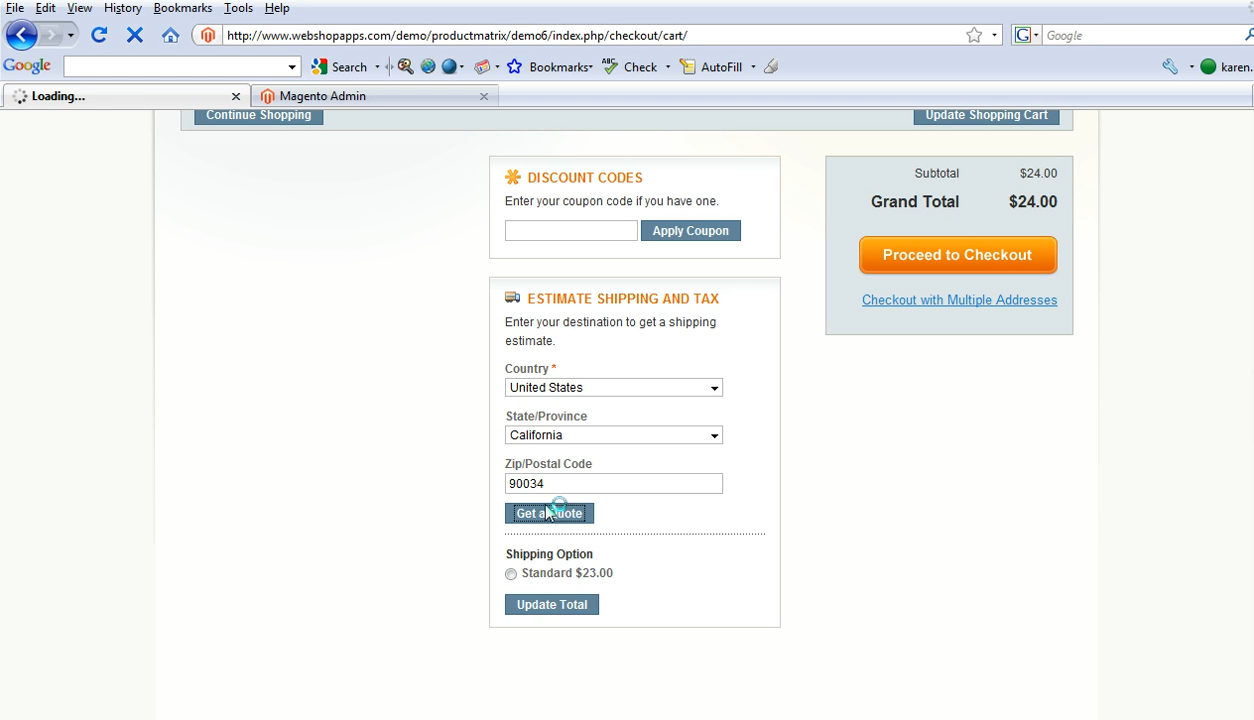 File Edit View History Bookmarks Tools Help
http://www.webshopapps.com/demo/productmatrix/demo6/index.php/checkout/cart/
Google
Google Search Bookmarks Check AutoFill karen.
Loading... Magento Admin
Continue Shopping Update Shopping Cart
DISCOUNT CODES
Enter your coupon code if you have one.
Apply Coupon
Subtotal $24.00
Grand Total $24.00
Proceed to Checkout
Checkout with Multiple Addresses
ESTIMATE SHIPPING AND TAX
Enter your destination to get a shipping
estimate.
Country *
United States
State/Province
California
Zip/Postal Code
90034
Get a Quote
Shipping Option
Standard $23.00
Update Total